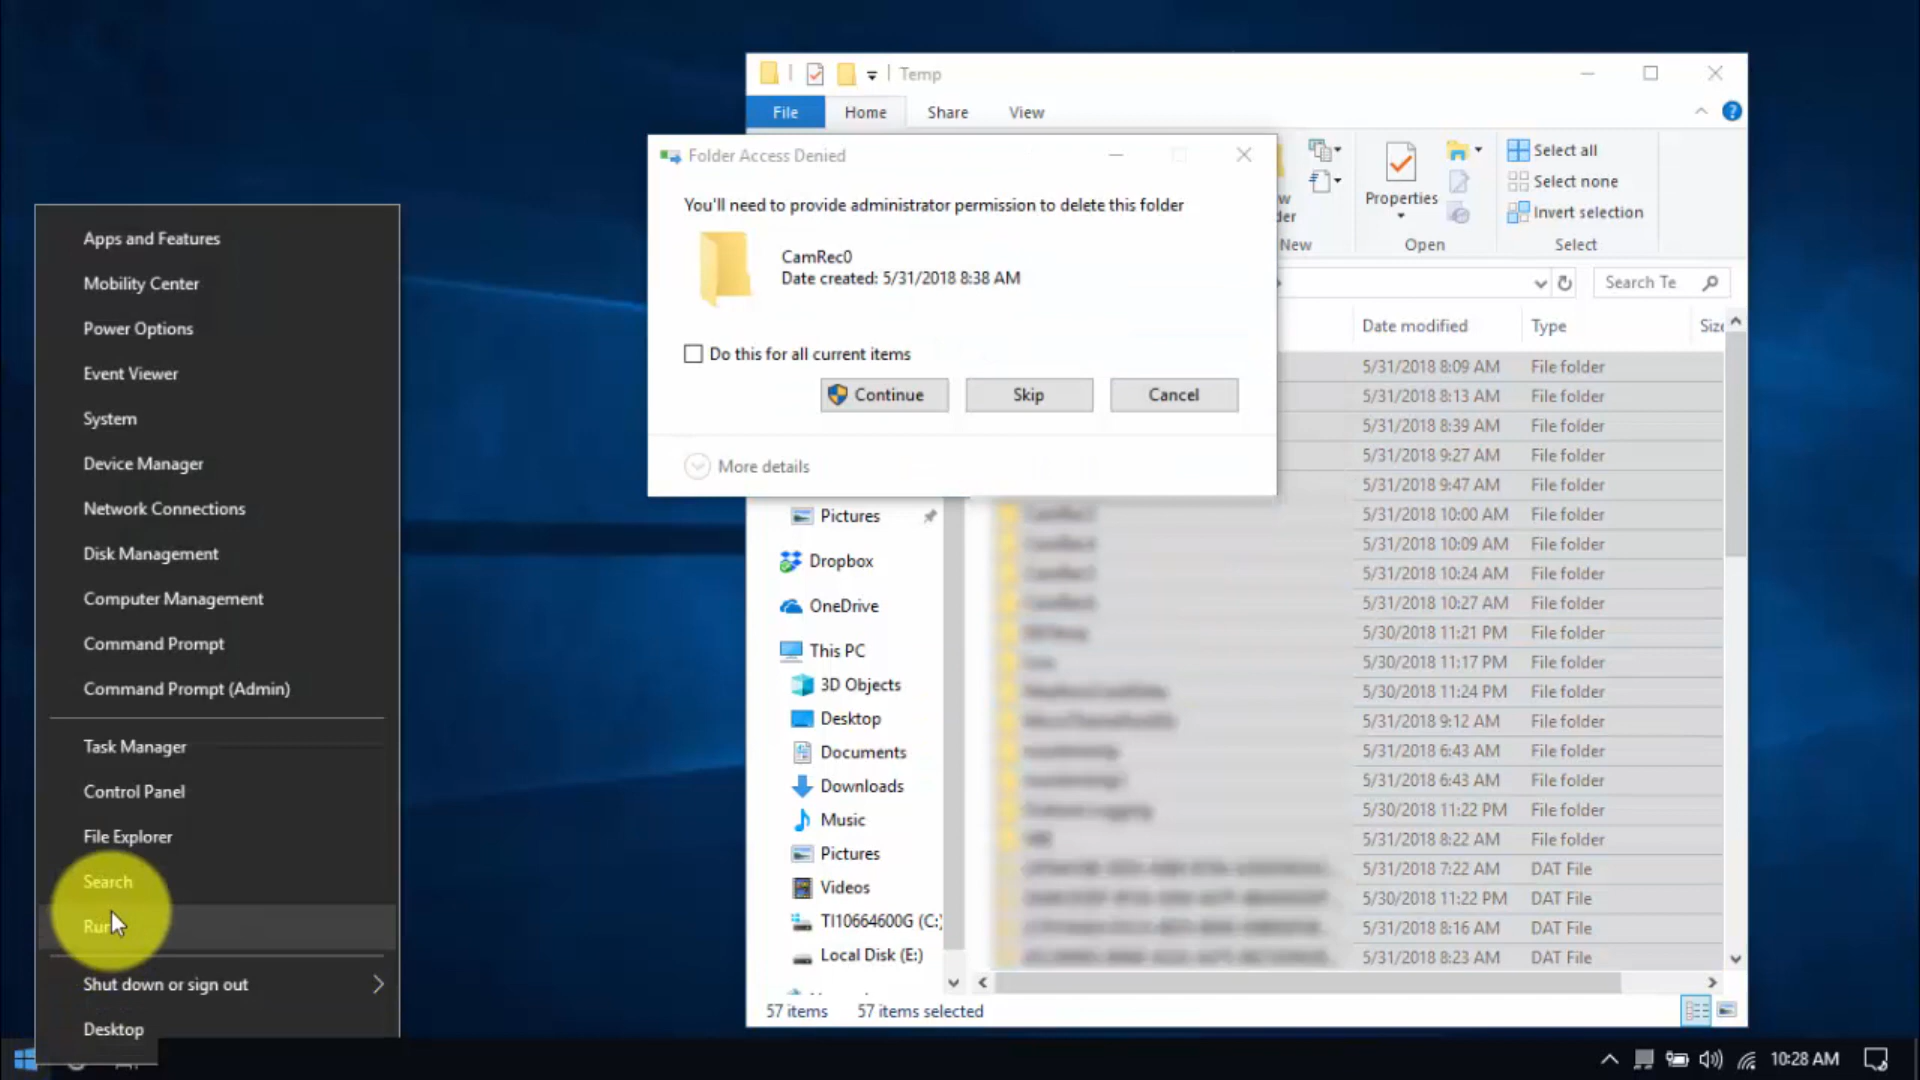 Temp
File
Home
Share
View
Select all
Select none
Invert selection
Properties
New
Open
Select
Search Te
Folder Access Denied
You'll need to provide administrator permission to delete this folder
CamRec0
Date created: 5/31/2018 8:38 AM
Do this for all current items
Continue
Skip
Cancel
More details
Apps and Features
Mobility Center
Power Options
Event Viewer
System
Device Manager
Network Connections
Disk Management
Computer Management
Command Prompt
Command Prompt (Admin)
Task Manager
Control Panel
File Explorer
Search
Run
Shut down or sign out
Desktop
Pictures
Dropbox
OneDrive
This PC
3D Objects
Desktop
Documents
Downloads
Music
Pictures
Videos
TI10664600G (C:)
Local Disk (E:)
Date modified Type Size
5/31/2018 8:09 AM File folder
5/31/2018 8:13 AM File folder
5/31/2018 8:39 AM File folder
5/31/2018 9:27 AM File folder
5/31/2018 9:47 AM File folder
5/31/2018 10:00 AM File folder
5/31/2018 10:09 AM File folder
5/31/2018 10:24 AM File folder
5/31/2018 10:27 AM File folder
5/30/2018 11:21 PM File folder
5/30/2018 11:17 PM File folder
5/30/2018 11:24 PM File folder
5/31/2018 9:12 AM File folder
5/31/2018 6:43 AM File folder
5/31/2018 6:43 AM File folder
5/30/2018 11:22 PM File folder
5/31/2018 8:22 AM File folder
5/31/2018 7:22 AM DAT File
5/30/2018 11:22 PM DAT File
5/31/2018 8:16 AM DAT File
5/31/2018 8:23 AM DAT File
57 items
57 items selected
10:28 AM